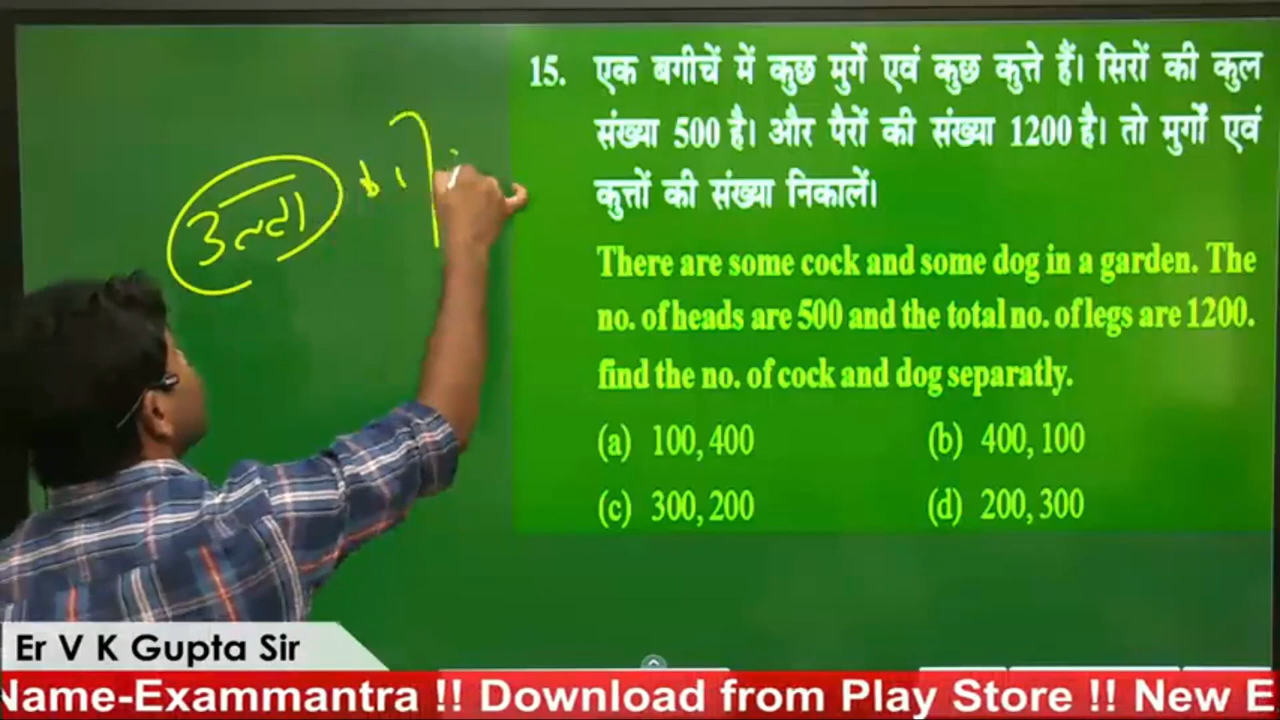 15. एक बगीचें में कुछ मुर्गे एवं कुछ कुत्ते हैं। सिरों की कुल
संख्या 500 है। और पैरों की संख्या 1200 है। तो मुर्गों एवं
कुत्तों की संख्या निकालें।
There are some cock and some dog in a garden. The
no. of heads are 500 and the total no. of legs are 1200.
find the no. of cock and dog separatly.
(a) 100, 400 (b) 400, 100
(c) 300, 200 (d) 200, 300
Er V K Gupta Sir
Name-Exammantra !! Download from Play Store !! New E